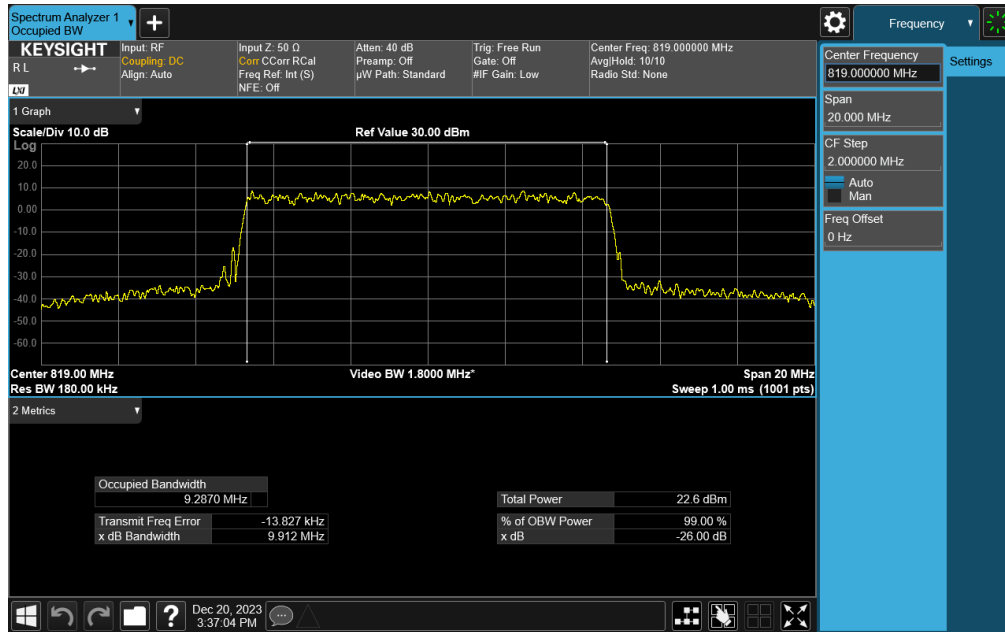 Spectrum Analyzer 1
Occupied BW
Frequency
KEYSIGHT
R L
LXI
Input: RF
Coupling: DC
Align: Auto
Input Z: 50 Ω
Corr CCorr RCal
Freq Ref: Int (S)
NFE: Off
Atten: 40 dB
Preamp: Off
µW Path: Standard
Trig: Free Run
Gate: Off
#IF Gain: Low
Center Freq: 819.000000 MHz
Avg|Hold: 10/10
Radio Std: None
Center Frequency
819.000000 MHz
Settings
Span
20.000 MHz
CF Step
2.000000 MHz
Auto
Man
Freq Offset
0 Hz
1 Graph
Scale/Div 10.0 dB
Ref Value 30.00 dBm
Log
20.0
10.0
0.00
-10.0
-20.0
-30.0
-40.0
-50.0
-60.0
Center 819.00 MHz
Video BW 1.8000 MHz*
Span 20 MHz
Res BW 180.00 kHz
Sweep 1.00 ms (1001 pts)
2 Metrics
Occupied Bandwidth
9.2870 MHz
Transmit Freq Error -13.827 kHz
x dB Bandwidth 9.912 MHz
Total Power 22.6 dBm
% of OBW Power 99.00 %
x dB -26.00 dB
?
Dec 20, 2023
3:37:04 PM